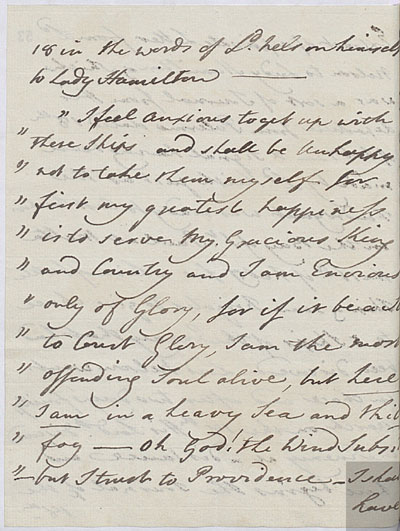 18 in the words of Ld. Nelson himself
to Lady Hamilton ———
" I feel anxious to get up with
" these Ships and shall be unhappy
" not to take them myself for
" first my greatest happiness
" is to serve My Gracious King
" and Country and I am Envious
" only of Glory, for if it be a
" to Covet Glory, I am the most
" offending Soul alive, but here
" I am in a heavy Sea and thick
" fog — Oh God! the Wind Subsi
" — but I trust to Providence — I shal
have